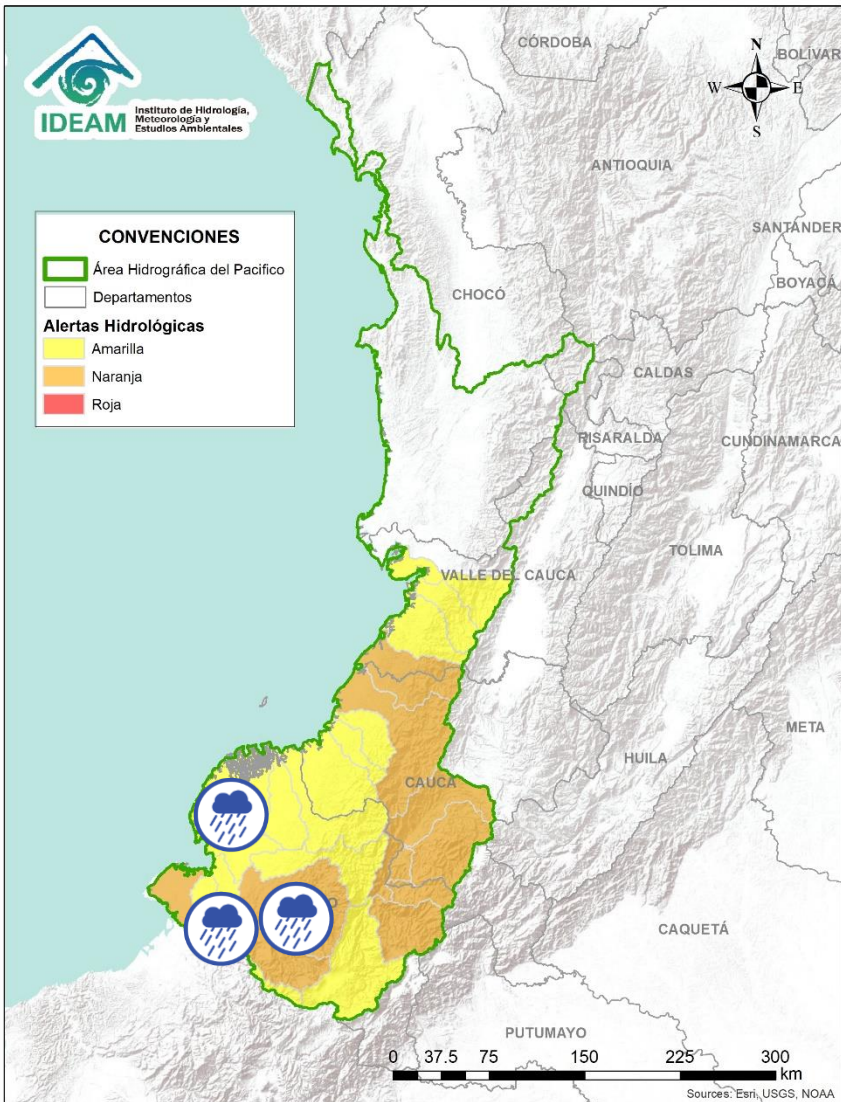 IDEAM
Instituto de Hidrología,
Meteorología y
Estudios Ambientales
CÓRDOBA
BOLÍVAR
N
W
E
S
ANTIOQUIA
SANTANDER
BOYACÁ
CONVENCIONES
Área Hidrográfica del Pacifico
Departamentos
Alertas Hidrológicas
Amarilla
Naranja
Roja
CHOCÓ
CALDAS
RISARALDA
CUNDINAMARCA
QUINDÍO
TOLIMA
VALLE DEL CAUCA
META
HUILA
CAUCA
CAQUETÁ
PUTUMAYO
0 37.5 75 150 225 300
km
Sources: Esri, USGS, NOAA